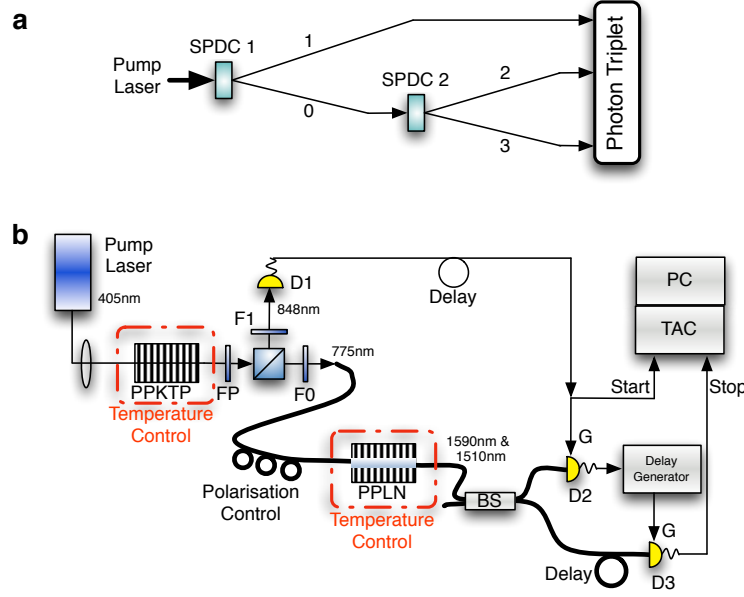 a
SPDC 1
Pump
Laser
1
0
SPDC 2
2
3
Photon Triplet
b
Pump
Laser
405nm
PPKTP
Temperature
Control
FP
F1
D1
848nm
F0
775nm
Delay
PC
TAC
Start
Stop
Polarisation
Control
PPLN
Temperature
Control
1590nm &
1510nm
BS
G
D2
Delay
Generator
G
D3
Delay